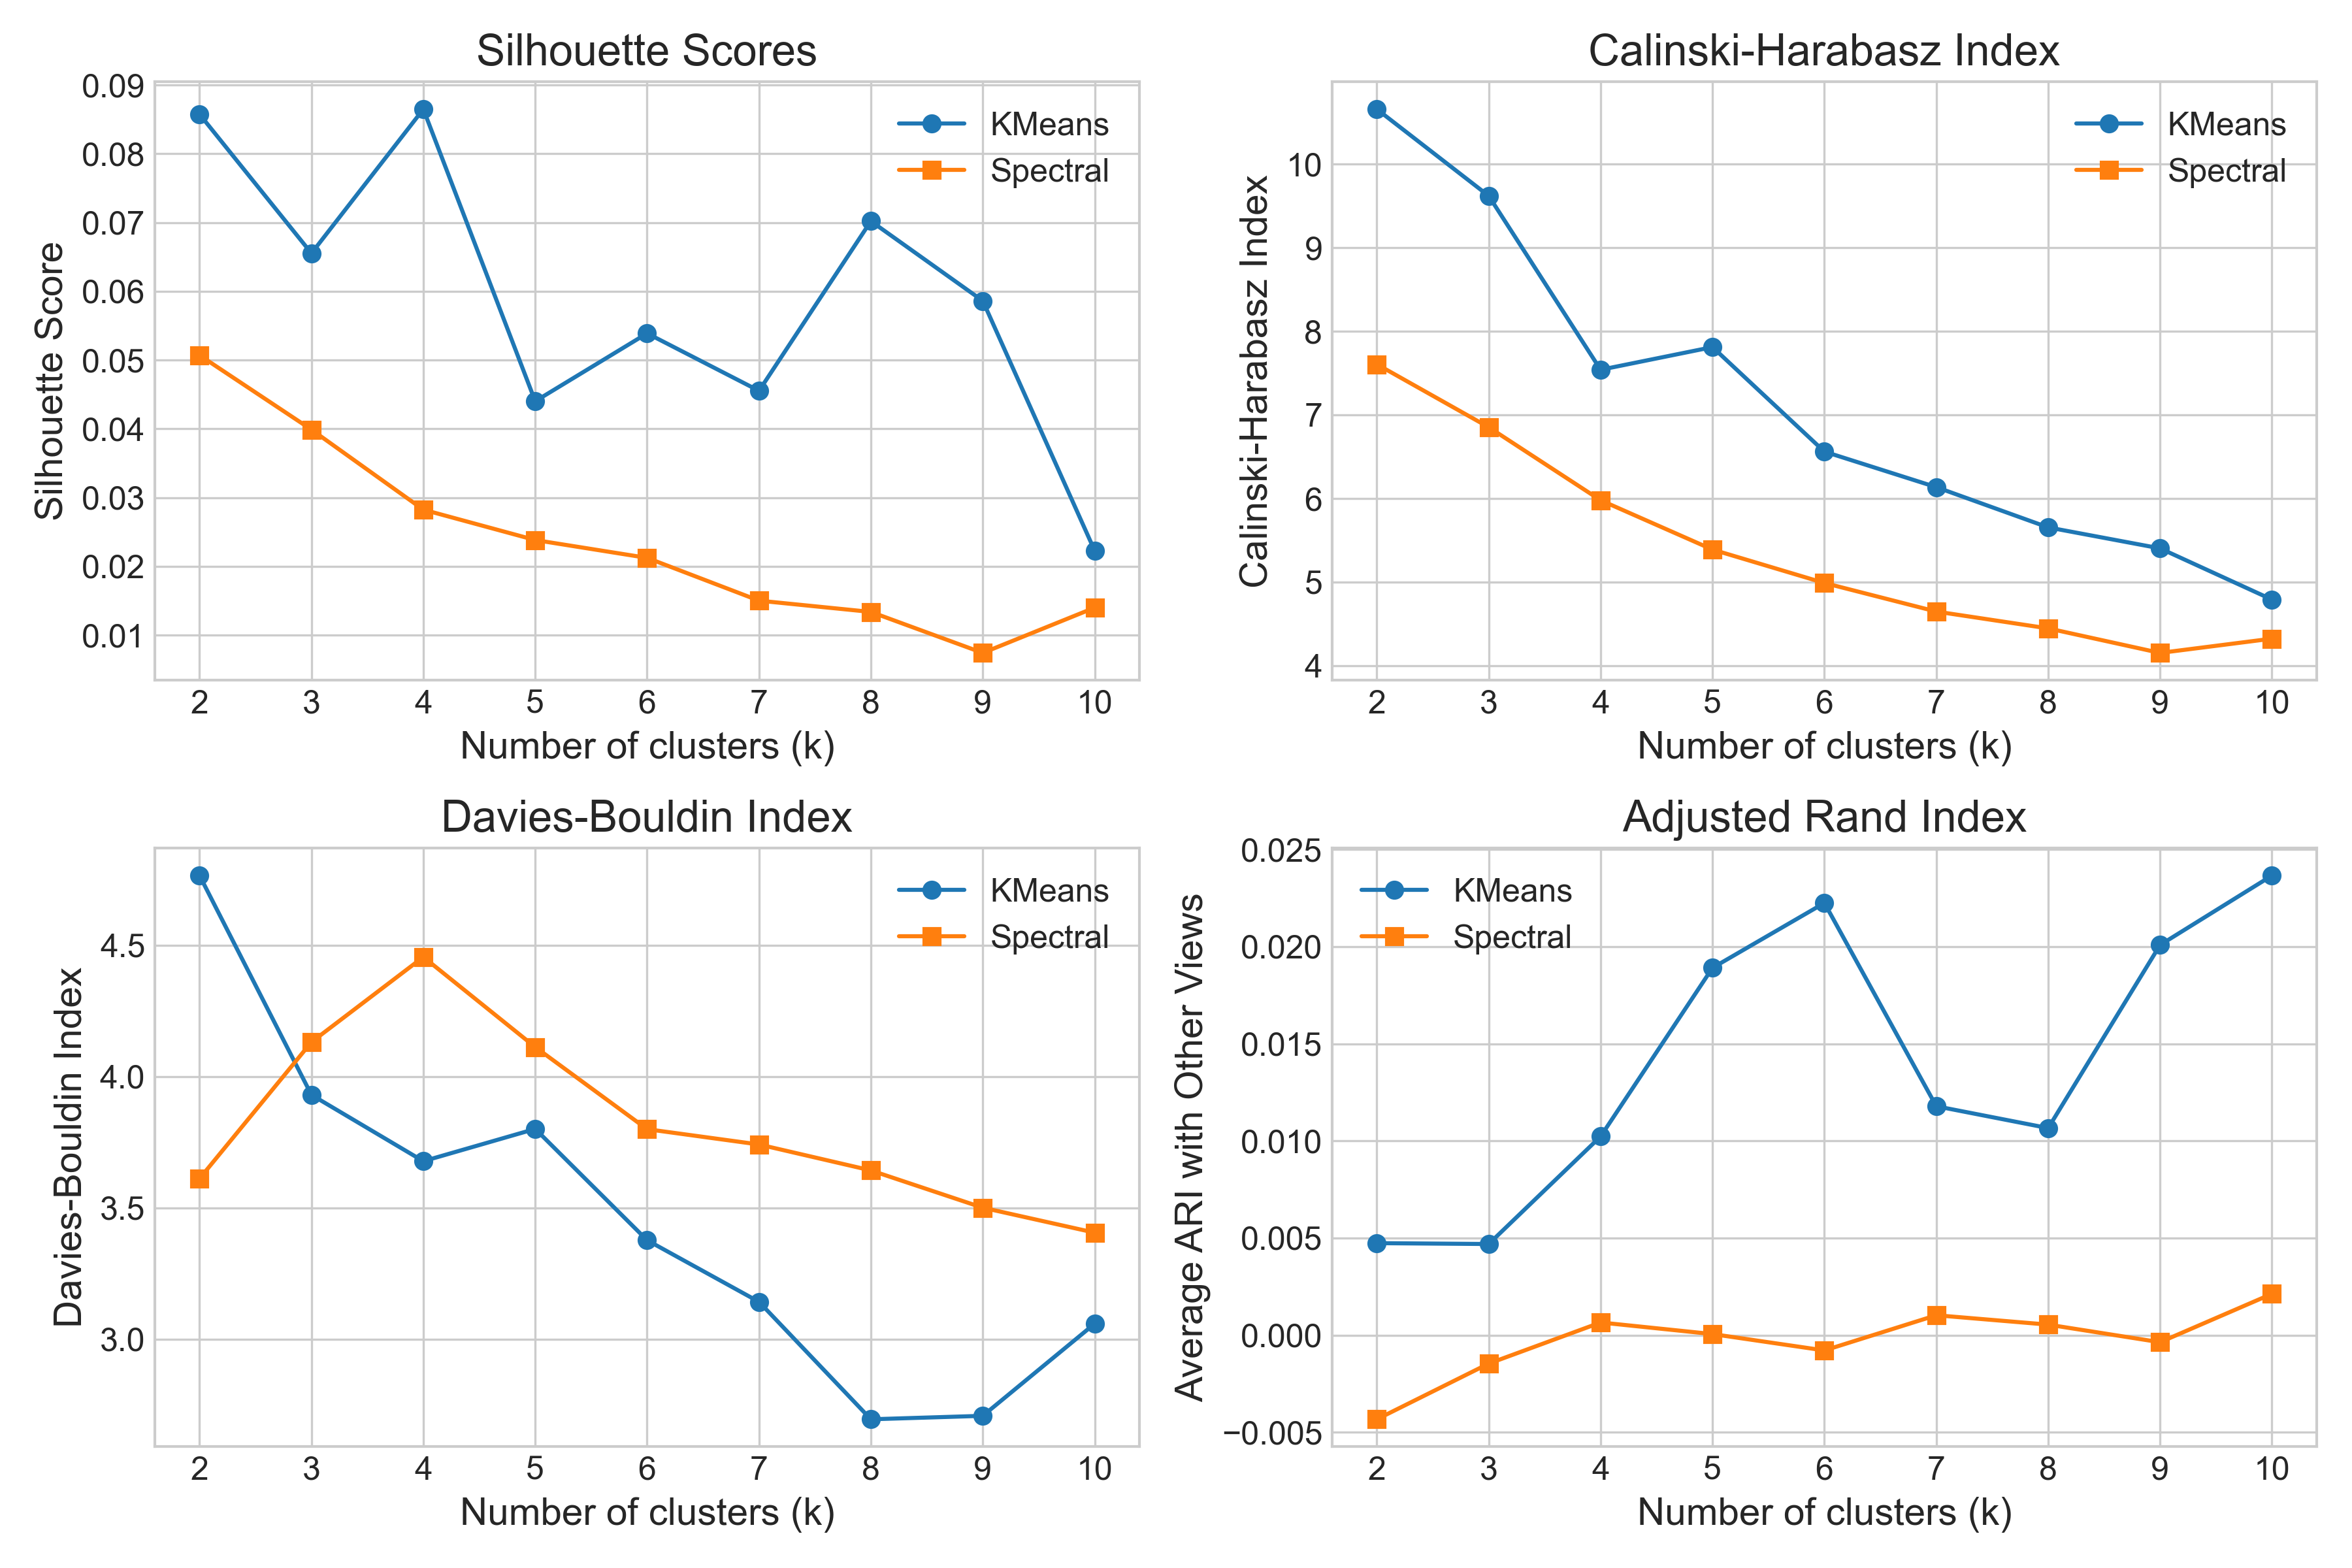 Silhouette Scores
Silhouette Score
0.09
0.08
0.07
0.06
0.05
0.04
0.03
0.02
0.01
KMeans
Spectral
2 3 4 5 6 7 8 9 10
Number of clusters (k)
Calinski-Harabasz Index
Calinski-Harabasz Index
10
9
8
7
6
5
4
KMeans
Spectral
2 3 4 5 6 7 8 9 10
Number of clusters (k)
Davies-Bouldin Index
Davies-Bouldin Index
4.5
4.0
3.5
3.0
KMeans
Spectral
2 3 4 5 6 7 8 9 10
Number of clusters (k)
Adjusted Rand Index
Average ARI with Other Views
0.025
0.020
0.015
0.010
0.005
0.000
−0.005
KMeans
Spectral
2 3 4 5 6 7 8 9 10
Number of clusters (k)